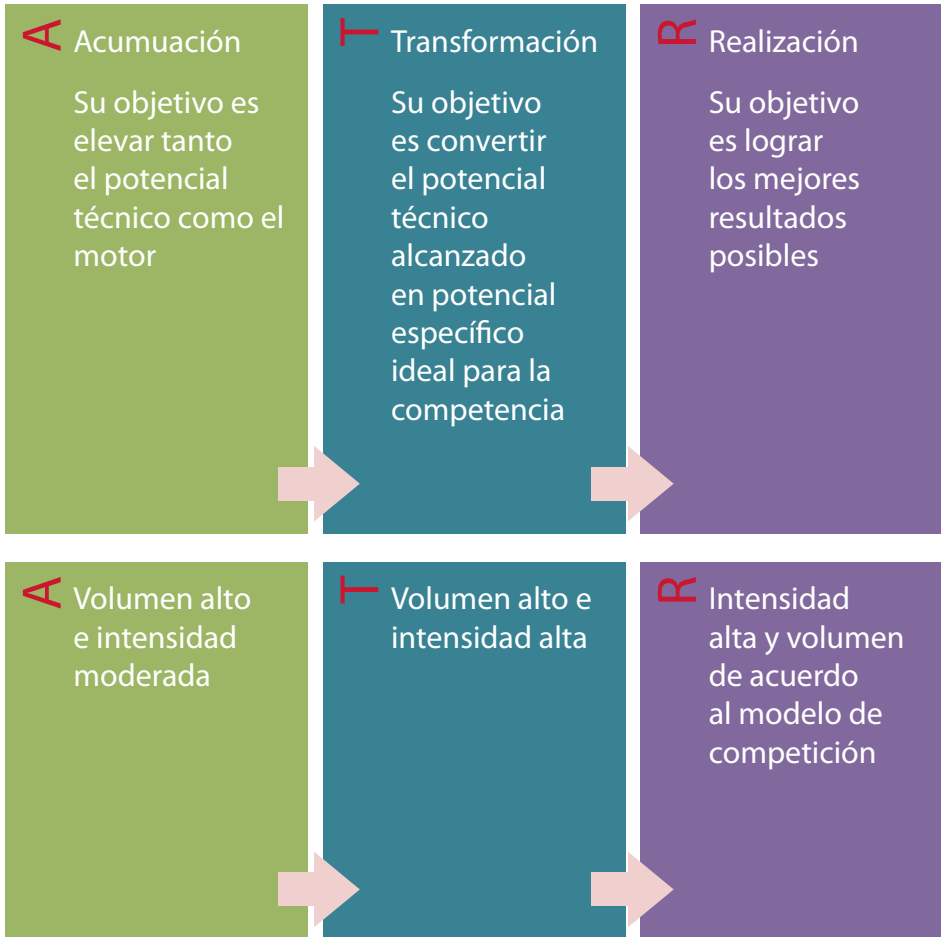 A
Acumuación
Su objetivo es
elevar tanto
el potencial
técnico como el
motor
T
Transformación
Su objetivo
es convertir
el potencial
técnico
alcanzado
en potencial
específico
ideal para la
competencia
R
Realización
Su objetivo
es lograr
los mejores
resultados
posibles
A
Volumen alto
e intensidad
moderada
T
Volumen alto e
intensidad alta
R
Intensidad
alta y volumen
de acuerdo
al modelo de
competición